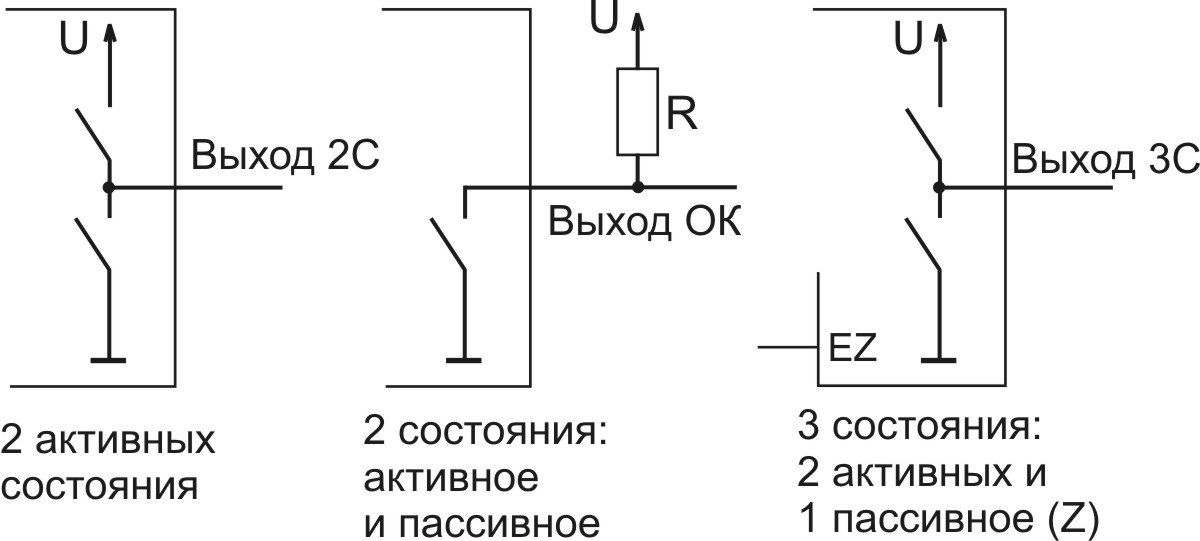 U
Выход 2С
2 активных
состояния
U
R
Выход ОК
2 состояния:
активное
и пассивное
U
Выход 3С
EZ
3 состояния:
2 активных и
1 пассивное (Z)